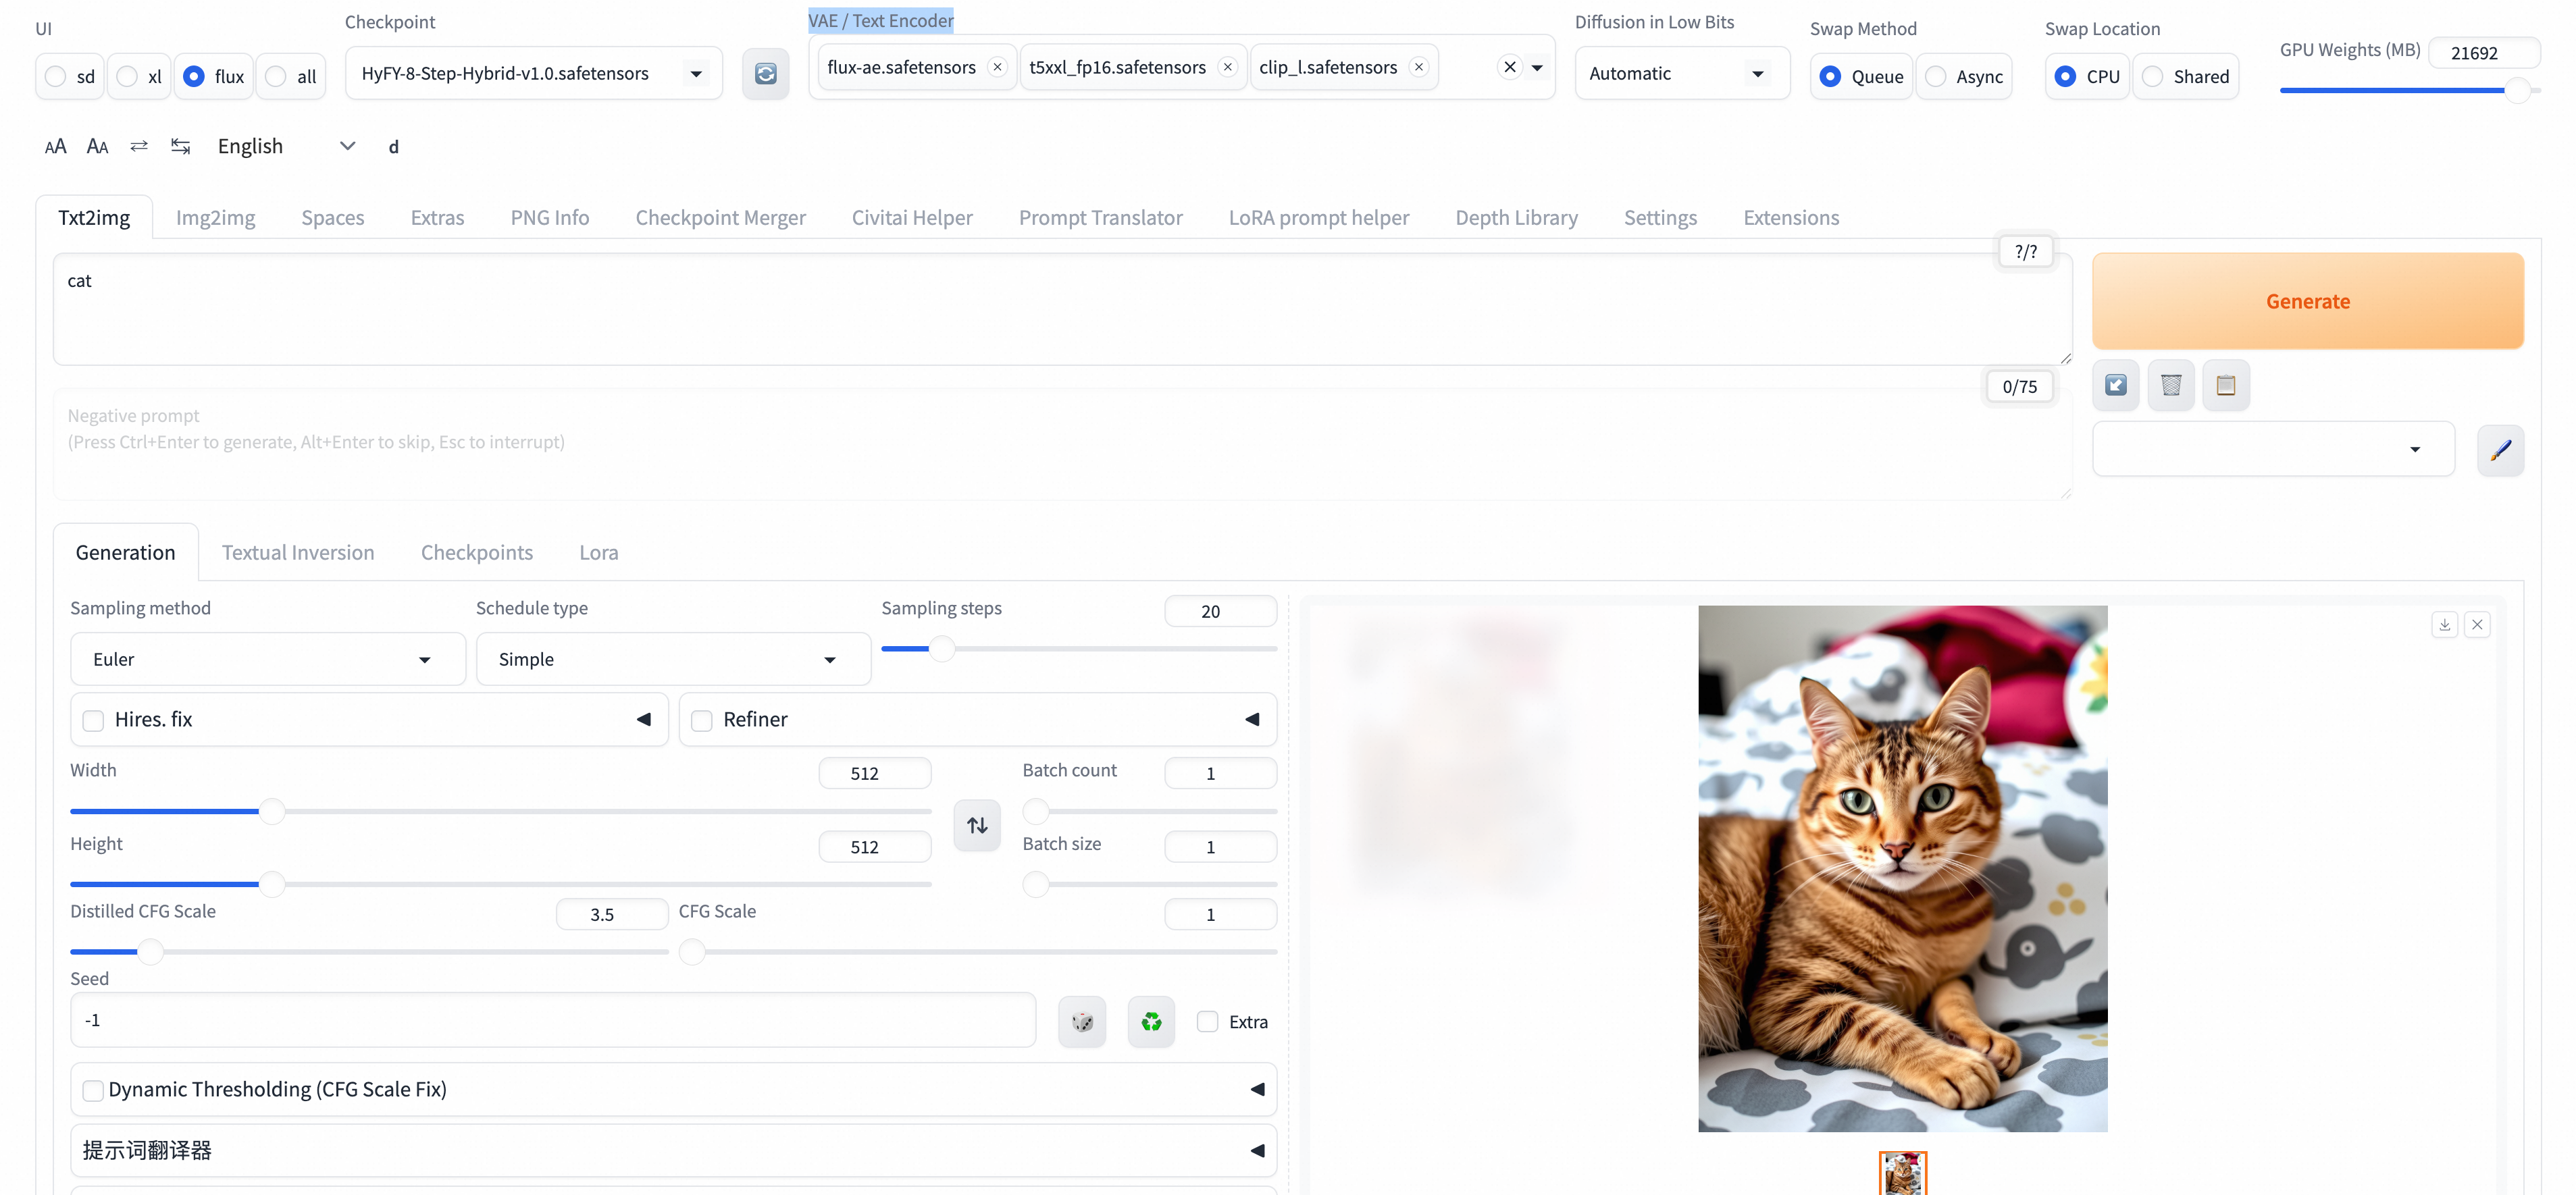 UI
Checkpoint
VAE / Text Encoder
Diffusion in Low Bits
Swap Method
Swap Location
GPU Weights (MB)
21692
sd
xl
flux
all
HyFY-8-Step-Hybrid-v1.0.safetensors
flux-ae.safetensors
t5xxl_fp16.safetensors
clip_l.safetensors
Automatic
Queue
Async
CPU
Shared
AA AA English d
Txt2img Img2img Spaces Extras PNG Info Checkpoint Merger Civitai Helper Prompt Translator LoRA prompt helper Depth Library Settings Extensions
?/?
cat
Generate
0/75
Negative prompt
(Press Ctrl+Enter to generate, Alt+Enter to skip, Esc to interrupt)
Generation Textual Inversion Checkpoints Lora
Sampling method
Schedule type
Sampling steps
20
Euler
Simple
Hires. fix
Refiner
Width
512
Batch count
1
Height
512
Batch size
1
Distilled CFG Scale
3.5
CFG Scale
1
Seed
-1
Extra
Dynamic Thresholding (CFG Scale Fix)
提示词翻译器